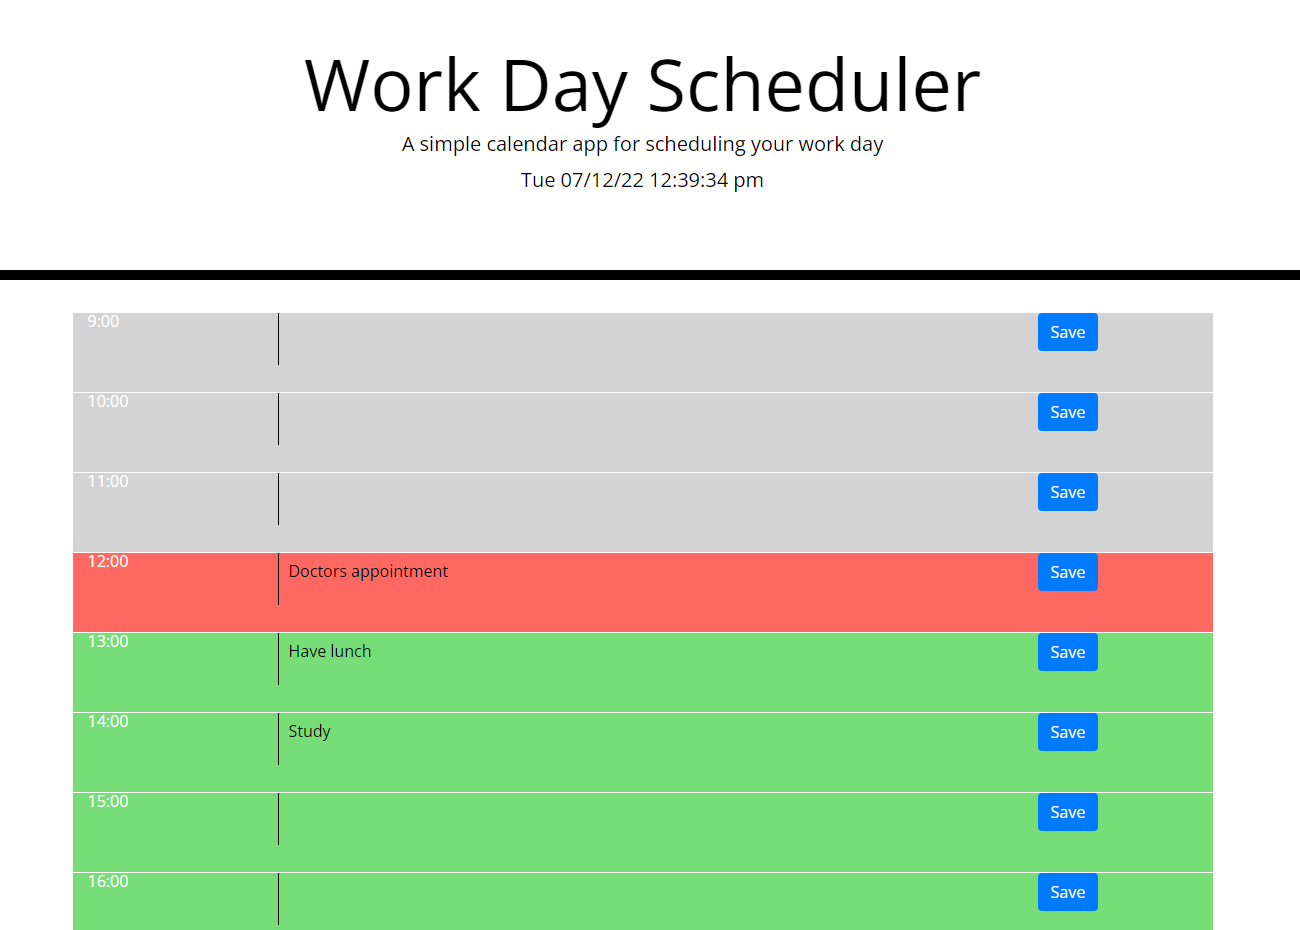 Work Day Scheduler
A simple calendar app for scheduling your work day
Tue 07/12/22 12:39:34 pm
9:00 Save
10:00 Save
11:00 Save
12:00 Doctors appointment Save
13:00 Have lunch Save
14:00 Study Save
15:00 Save
16:00 Save